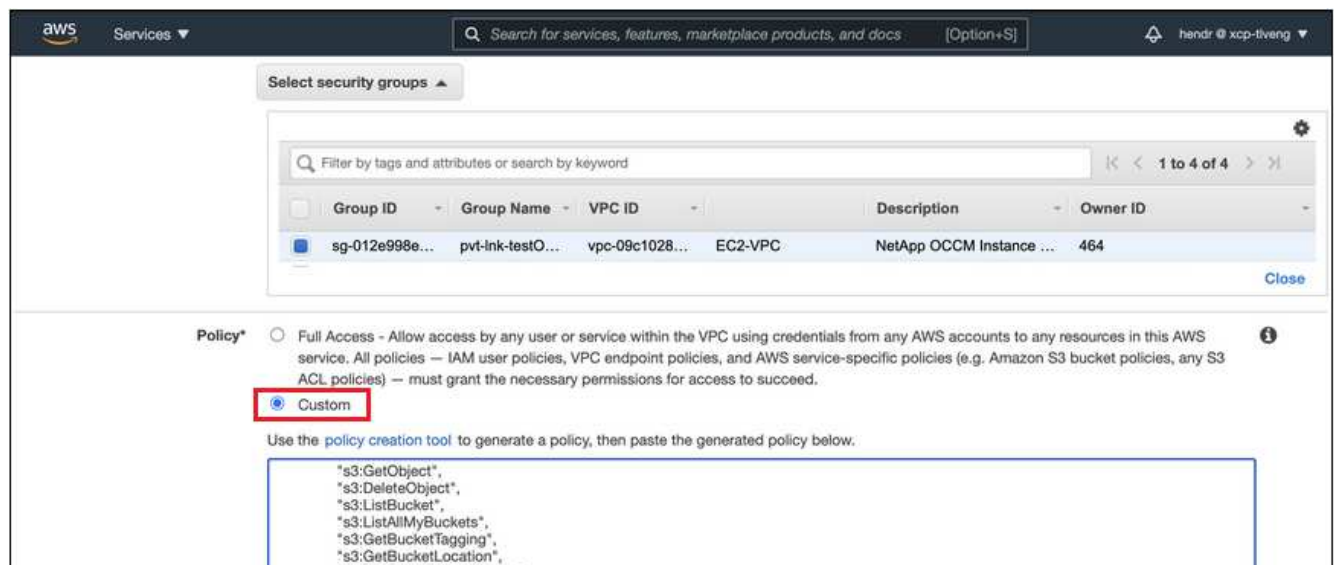 aws Services ▼ Search for services, features, marketplace products, and docs [Option+S] hendr @ xcp-tlveng ▼
Select security groups ▲
Filter by tags and attributes or search by keyword 1 to 4 of 4
Group ID Group Name VPC ID Description Owner ID
sg-012e998e... pvt-lnk-testO... vpc-09c1028... EC2-VPC NetApp OCCM Instance ... 464
Close
Policy* Full Access - Allow access by any user or service within the VPC using credentials from any AWS accounts to any resources in this AWS
service. All policies — IAM user policies, VPC endpoint policies, and AWS service-specific policies (e.g. Amazon S3 bucket policies, any S3
ACL policies) — must grant the necessary permissions for access to succeed.
Custom
Use the policy creation tool to generate a policy, then paste the generated policy below.
"s3:GetObject",
"s3:DeleteObject",
"s3:ListBucket",
"s3:ListAllMyBuckets",
"s3:GetBucketTagging",
"s3:GetBucketLocation",